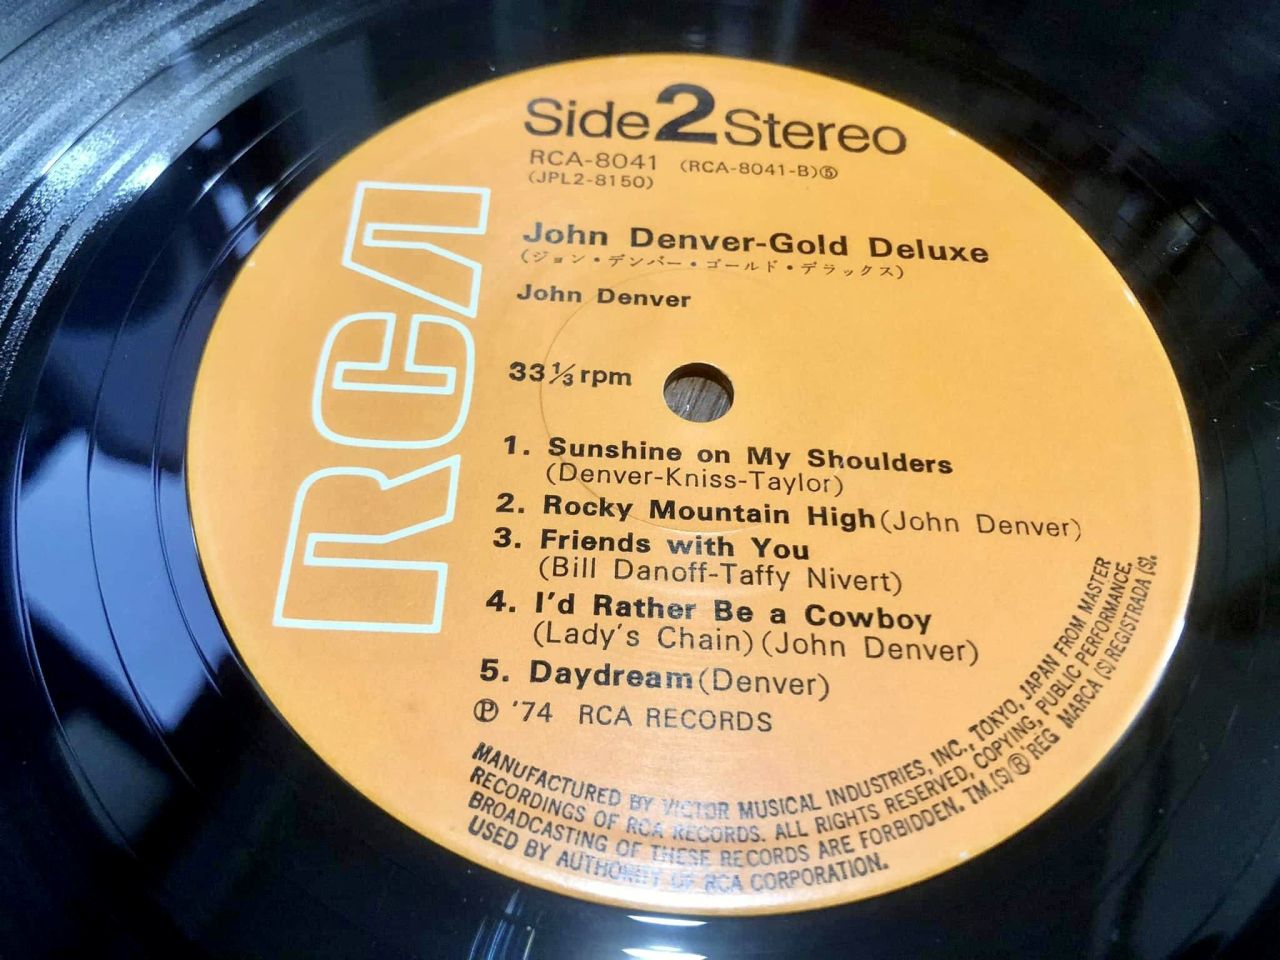 Side 2 Stereo
RCA-8041 (RCA-8041-B)⑤
(JPL2-8150)
John Denver-Gold Deluxe
(ジョン・デンバー・ゴールド・デラックス)
John Denver
33 1/3 rpm
RCA
1. Sunshine on My Shoulders
(Denver-Kniss-Taylor)
2. Rocky Mountain High (John Denver)
3. Friends with You
(Bill Danoff-Taffy Nivert)
4. I'd Rather Be a Cowboy
(Lady's Chain) (John Denver)
5. Daydream (Denver)
Ⓟ '74 RCA RECORDS
MANUFACTURED BY VICTOR MUSICAL INDUSTRIES, INC., TOKYO, JAPAN FROM MASTER
RECORDINGS OF RCA RECORDS. ALL RIGHTS RESERVED, COPYING, PUBLIC PERFORMANCE.
BROADCASTING OF THESE RECORDS ARE FORBIDDEN. TM.(S)® REG MARCA (S) REGISTRADA (S).
USED BY AUTHORITY OF RCA CORPORATION.